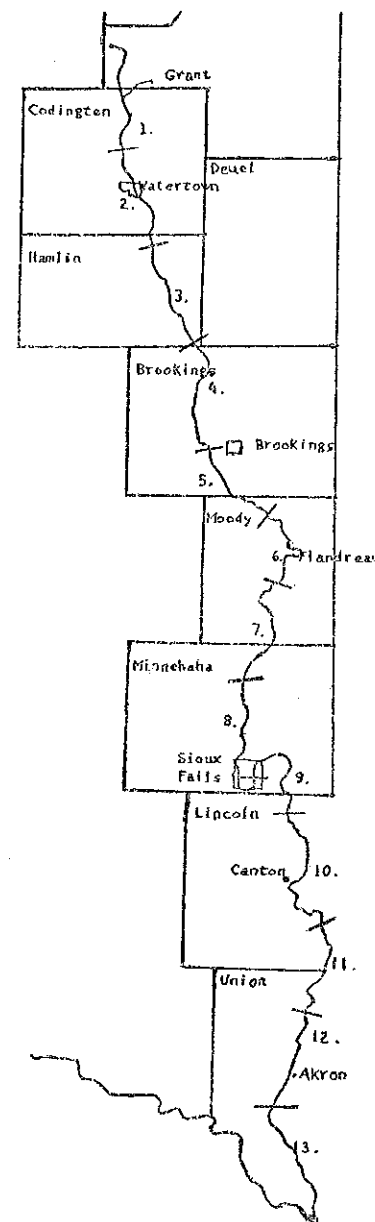 Grant
Codington
1.
Deuel
Watertown
2.
Hamlin
3.
Brookings
4.
Brookings
5.
Moody
6. Flandreau
7.
Minnehaha
8.
Sioux
Falls
9.
Lincoln
Canton
10.
11.
Union
12.
Akron
13.